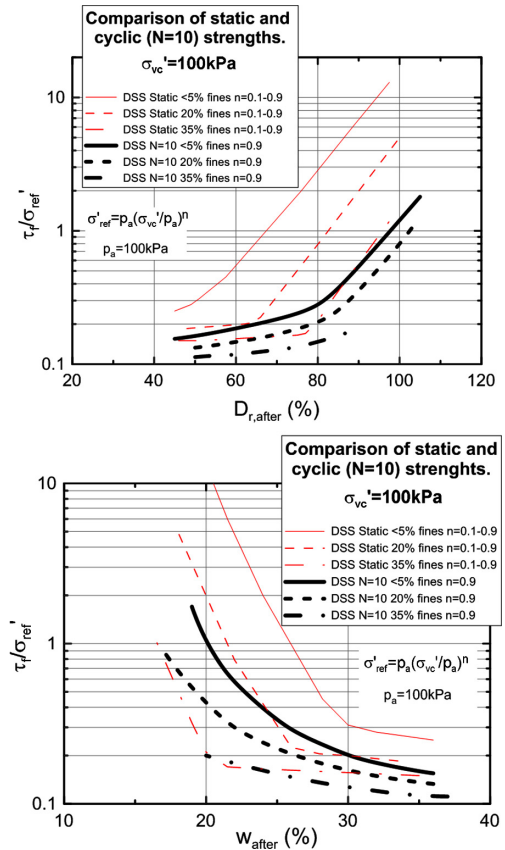 Comparison of static and
cyclic (N=10) strengths.
σvc'=100kPa
DSS Static <5% fines n=0.1-0.9
DSS Static 20% fines n=0.1-0.9
DSS Static 35% fines n=0.1-0.9
DSS N=10 <5% fines n=0.9
DSS N=10 20% fines n=0.9
DSS N=10 35% fines n=0.9
σ'ref=pa(σvc'/pa)n
pa=100kPa
τf/σref'
10
1
0.1
20 40 60 80 100 120
Dr,after (%)
Comparison of static and
cyclic (N=10) strenghts.
σvc'=100kPa
DSS Static <5% fines n=0.1-0.9
DSS Static 20% fines n=0.1-0.9
DSS Static 35% fines n=0.1-0.9
DSS N=10 <5% fines n=0.9
DSS N=10 20% fines n=0.9
DSS N=10 35% fines n=0.9
σ'ref=pa(σvc'/pa)n
pa=100kPa
τf/σref'
10
1
0.1
10 20 30 40
wafter (%)